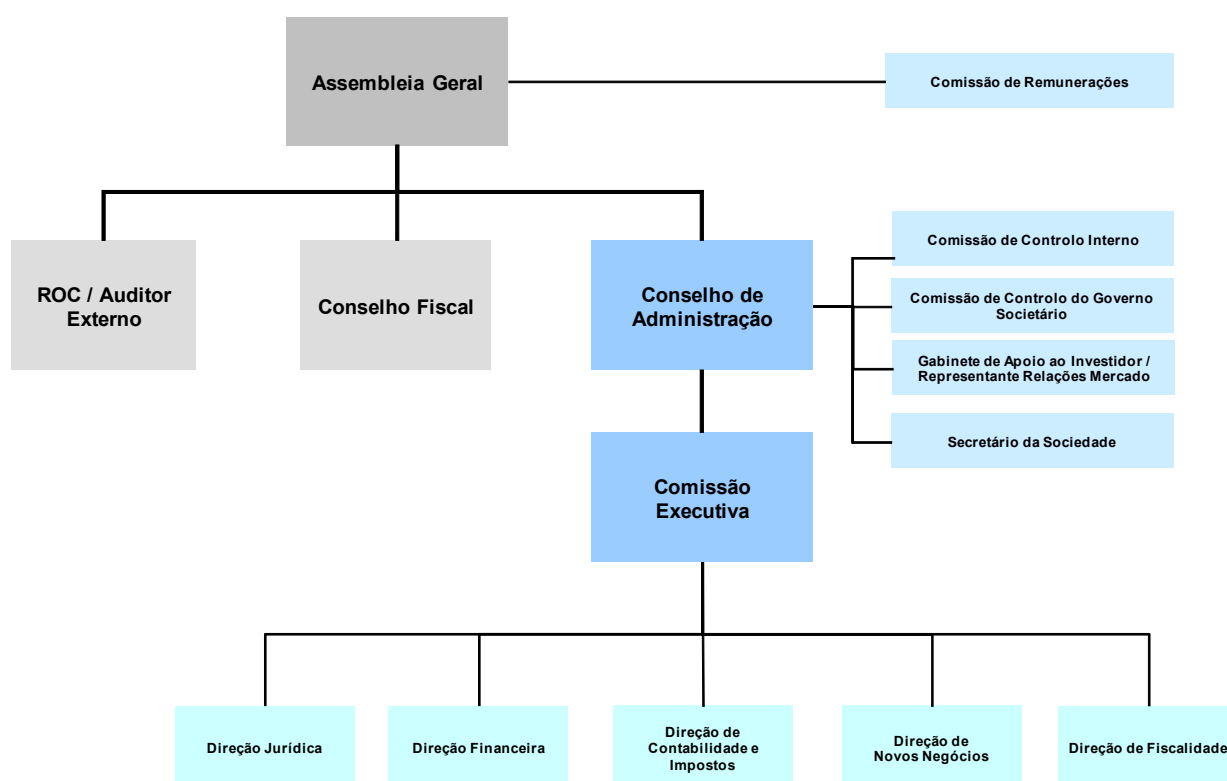 Assembleia Geral
Comissão de Remunerações
ROC / Auditor
Externo
Conselho Fiscal
Conselho de
Administração
Comissão de Controlo Interno
Comissão de Controlo do Governo
Societário
Gabinete de Apoio ao Investidor /
Representante Relações Mercado
Secretário da Sociedade
Comissão
Executiva
Direção Jurídica
Direção Financeira
Direção de
Contabilidade e
Impostos
Direção de
Novos Negócios
Direção de Fiscalidade